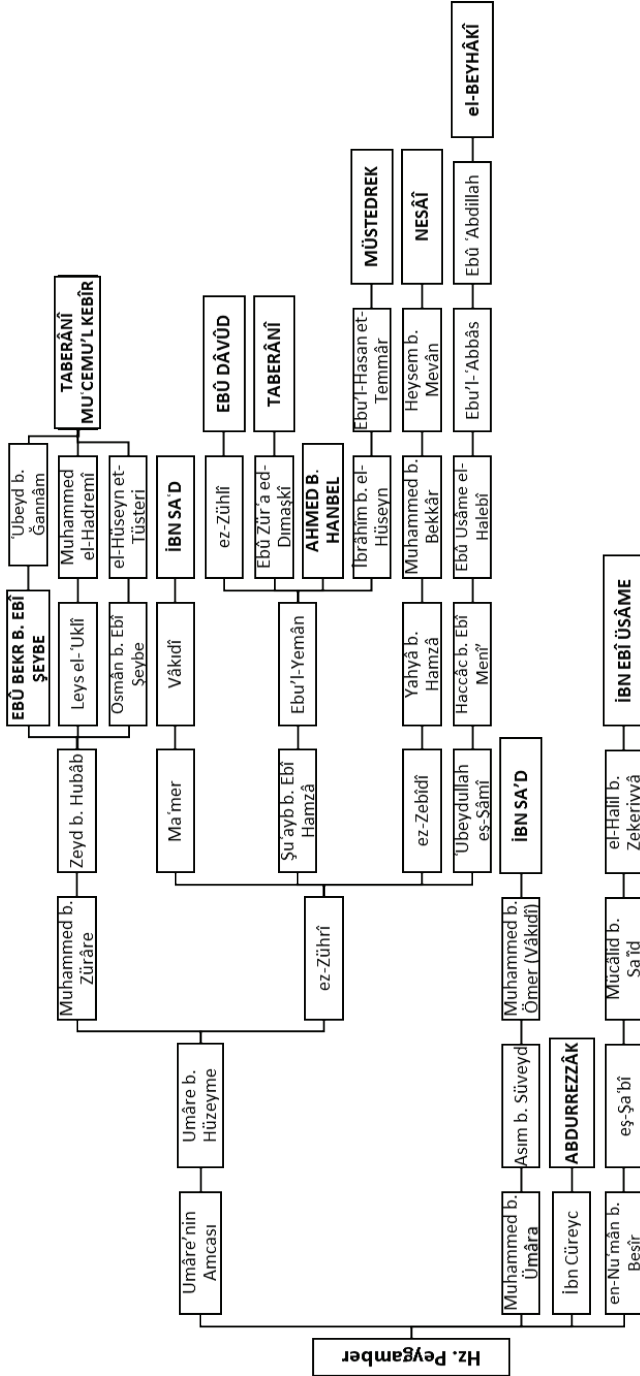 Hz. Peygamber
Umâre'nin
Amcası
Umâre b.
Hüzeyme
Muhammed b.
Zürâre
Zeyd b. Hubâb
EBÛ BEKR B. EBÎ
ŞEYBE
'Ubeyd b.
Ğannâm
Leys el-'Uklî
Muhammed
el-Hadremî
Osmân b. Ebî
Şeybe
el-Hüseyn et-
Tüsteri
TABERÂNÎ
MU'CEMU'L KEBÎR
ez-Zührî
Ma'mer
Vâkıdî
İBN SA'D
Şu'ayb b. Ebî
Hamzâ
Ebu'l-Yemân
ez-Zühlî
EBÛ DÂVÛD
Ebû Zür'a ed-
Dımaşkî
TABERÂNÎ
AHMED B.
HANBEL
İbrâhîm b. el-
Hüseyn
Ebu'l-Hasan et-
Temmâr
MÜSTEDREK
ez-Zebîdî
Yahyâ b.
Hamzâ
Muhammed b.
Bekkâr
Heysem b.
Mevân
NESÂÎ
'Ubeydullah
eş-Şâmî
Haccâc b. Ebî
Menî'
Ebû Usâme el-
Halebî
Ebu'l-'Abbâs
Ebû 'Abdillah
el-BEYHÂKÎ
Muhammed b.
Ümâra
Asım b. Süveyd
Muhammed b.
Ömer (Vâkıdî)
İBN SA'D
İbn Cüreyc
ABDURREZZÂK
en-Nu'mân b.
Beşîr
eş-Şa'bî
Mücâlid b.
Sa'îd
el-Halil b.
Zekeriyyâ
İBN EBÎ ÜSÂME